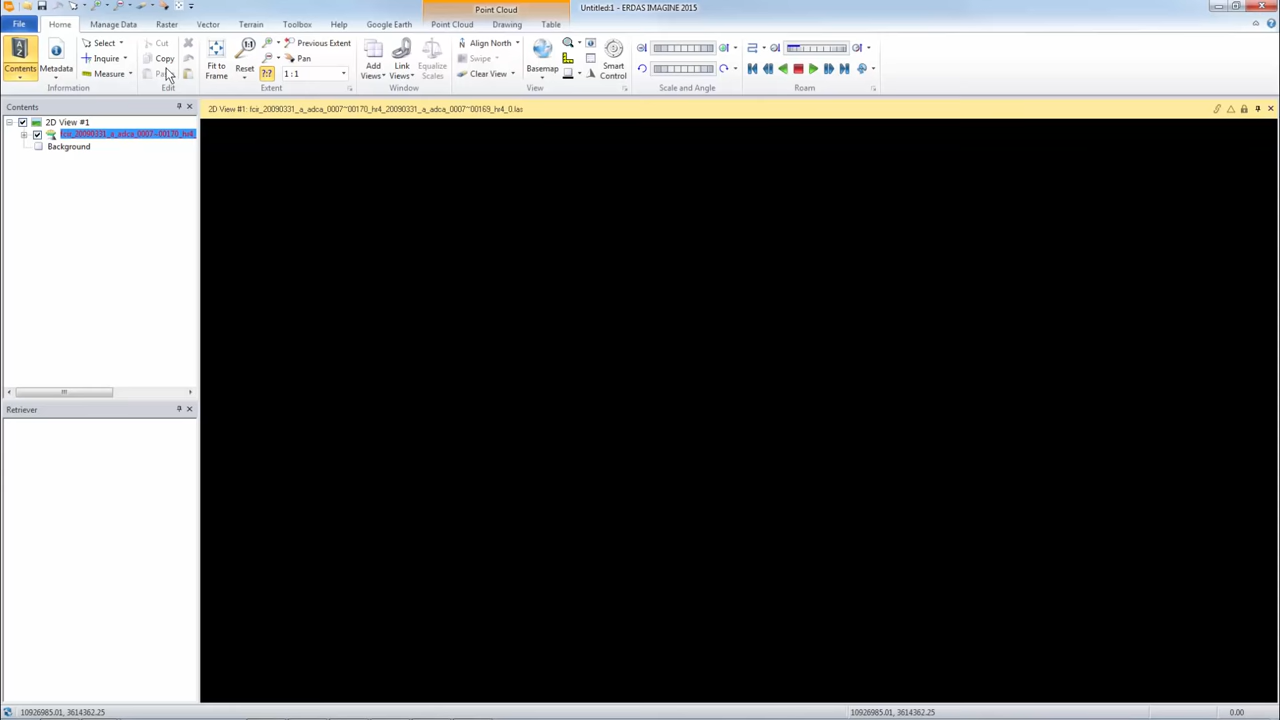 Point Cloud
Untitled:1 - ERDAS IMAGINE 2015
File Home Manage Data Raster Vector Terrain Toolbox Help Google Earth Point Cloud Drawing Table
Contents
Metadata
Select
Inquire
Measure
Information
Cut
Copy
Edit
Fit to Frame
Reset
Previous Extent
Pan
1:1
Extent
Add Views
Link Views
Equalize Scales
Window
Align North
Swipe
Clear View
Basemap
Smart Control
View
Scale and Angle
Roam
Contents
2D View #1: fcir_20090331_a_adca_0007~00170_hr4_20090331_a_adca_0007~00169_hr4_0.las
2D View #1
fcir_20090331_a_adca_0007~00170_hr4
Background
Retriever
10926985.01, 3614362.25
10926985.01, 3614362.25
0.00